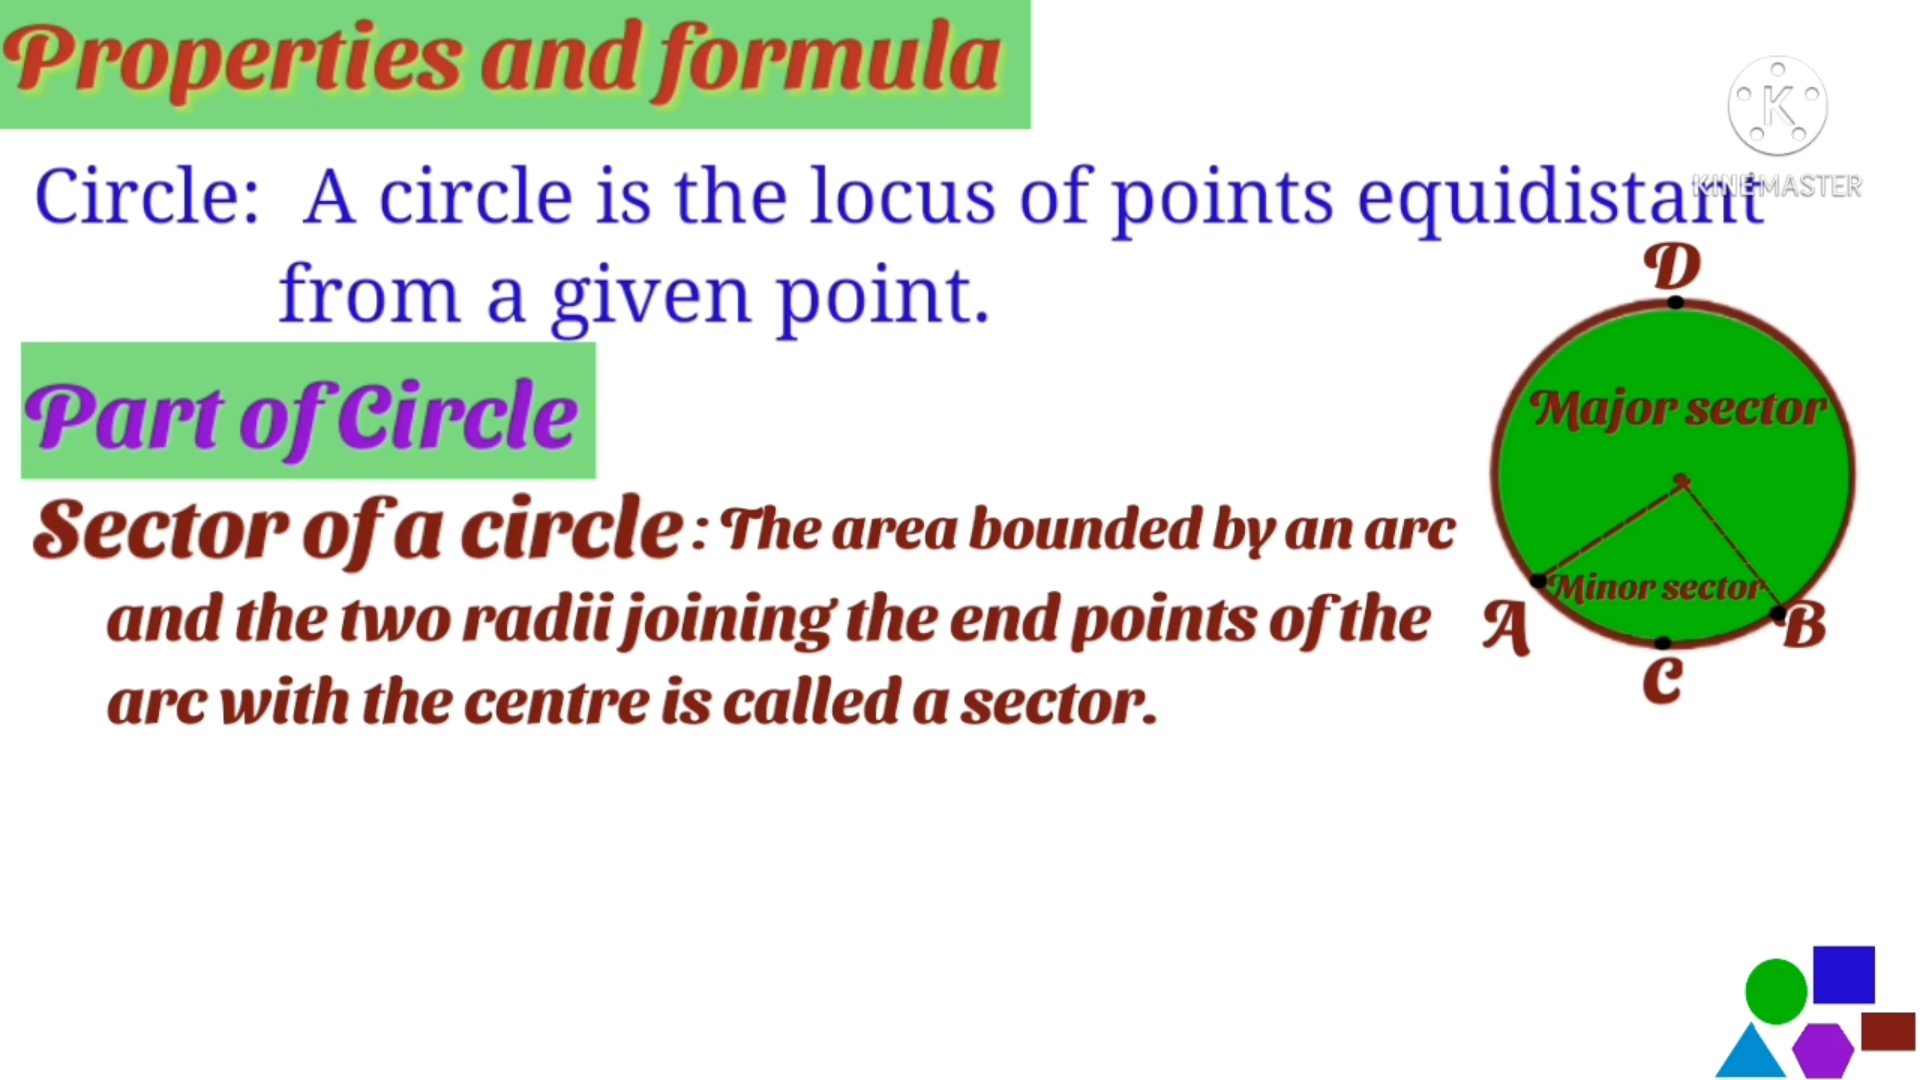 Properties and formula
K
KINEMASTER
Circle: A circle is the locus of points equidistant
from a given point.
Part of Circle
Sector of a circle : The area bounded by an arc
and the two radii joining the end points of the
arc with the centre is called a sector.
D
Major sector
Minor sector
A
B
C